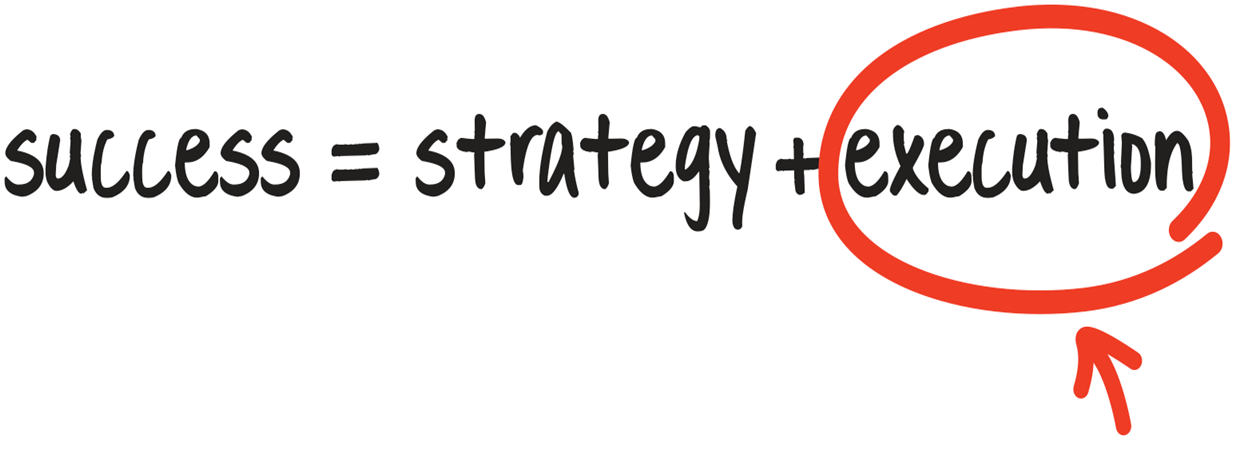 success = strategy + execution